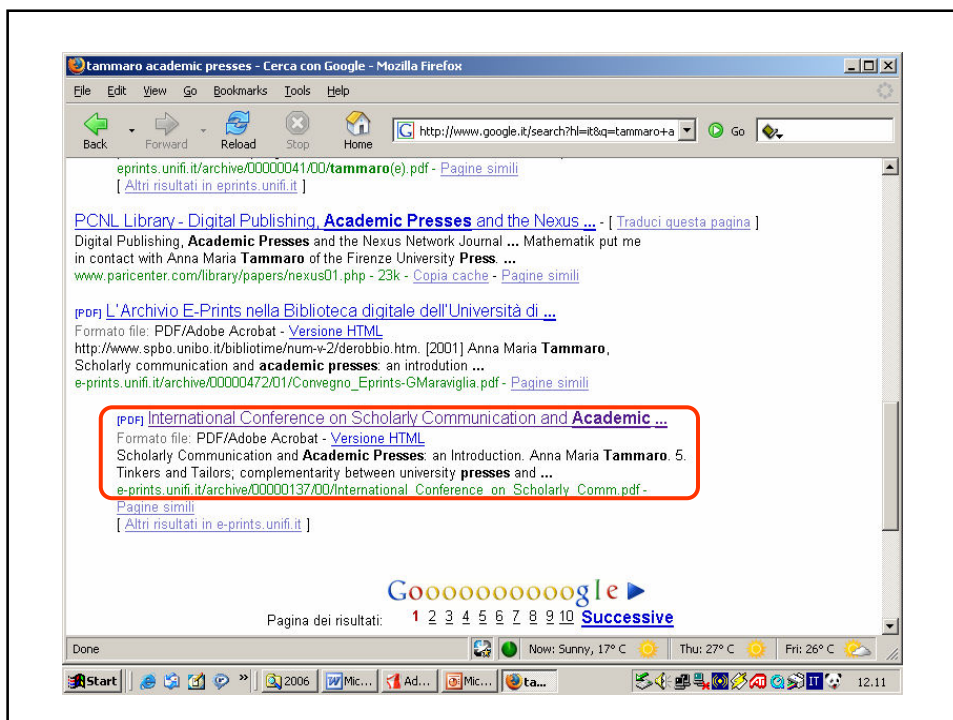 tammaro academic presses - Cerca con Google - Mozilla Firefox
File Edit View Go Bookmarks Tools Help
Back Forward Reload Stop Home http://www.google.it/search?hl=it&q=tammaro+a Go
eprints.unifi.it/archive/00000041/00/tammaro(e).pdf - Pagine simili
[ Altri risultati in eprints.unifi.it ]
PCNL Library - Digital Publishing, Academic Presses and the Nexus ... - [ Traduci questa pagina ]
Digital Publishing, Academic Presses and the Nexus Network Journal ... Mathematik put me
in contact with Anna Maria Tammaro of the Firenze University Press. ...
www.paricenter.com/library/papers/nexus01.php - 23k - Copia cache - Pagine simili
[PDF] L'Archivio E-Prints nella Biblioteca digitale dell'Università di ...
Formato file: PDF/Adobe Acrobat - Versione HTML
http://www.spbo.unibo.it/bibliotime/num-v-2/derobbio.htm. [2001] Anna Maria Tammaro,
Scholarly communication and academic presses: an introdution ...
e-prints.unifi.it/archive/00000472/01/Convegno_Eprints-GMaraviglia.pdf - Pagine simili
[PDF] International Conference on Scholarly Communication and Academic ...
Formato file: PDF/Adobe Acrobat - Versione HTML
Scholarly Communication and Academic Presses: an Introduction. Anna Maria Tammaro. 5.
Tinkers and Tailors; complementarity between university presses and ...
e-prints.unifi.it/archive/00000137/00/International_Conference_on_Scholarly_Comm.pdf -
Pagine simili
[ Altri risultati in e-prints.unifi.it ]
Goooooooooogle
Pagina dei risultati: 1 2 3 4 5 6 7 8 9 10 Successive
Done Now: Sunny, 17° C Thu: 27° C Fri: 26° C
Start » 2006 Mic... Ad... Mic... ta... IT 12.11